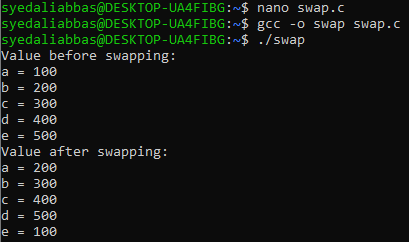 syedaliabbas@DESKTOP-UA4FIBG:~$ nano swap.c
syedaliabbas@DESKTOP-UA4FIBG:~$ gcc -o swap swap.c
syedaliabbas@DESKTOP-UA4FIBG:~$ ./swap
Value before swapping:
a = 100
b = 200
c = 300
d = 400
e = 500
Value after swapping:
a = 200
b = 300
c = 400
d = 500
e = 100